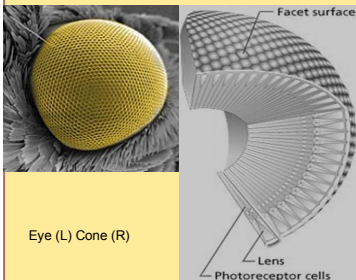 Facet surface
Eye (L) Cone (R)
Lens
Photoreceptor cells